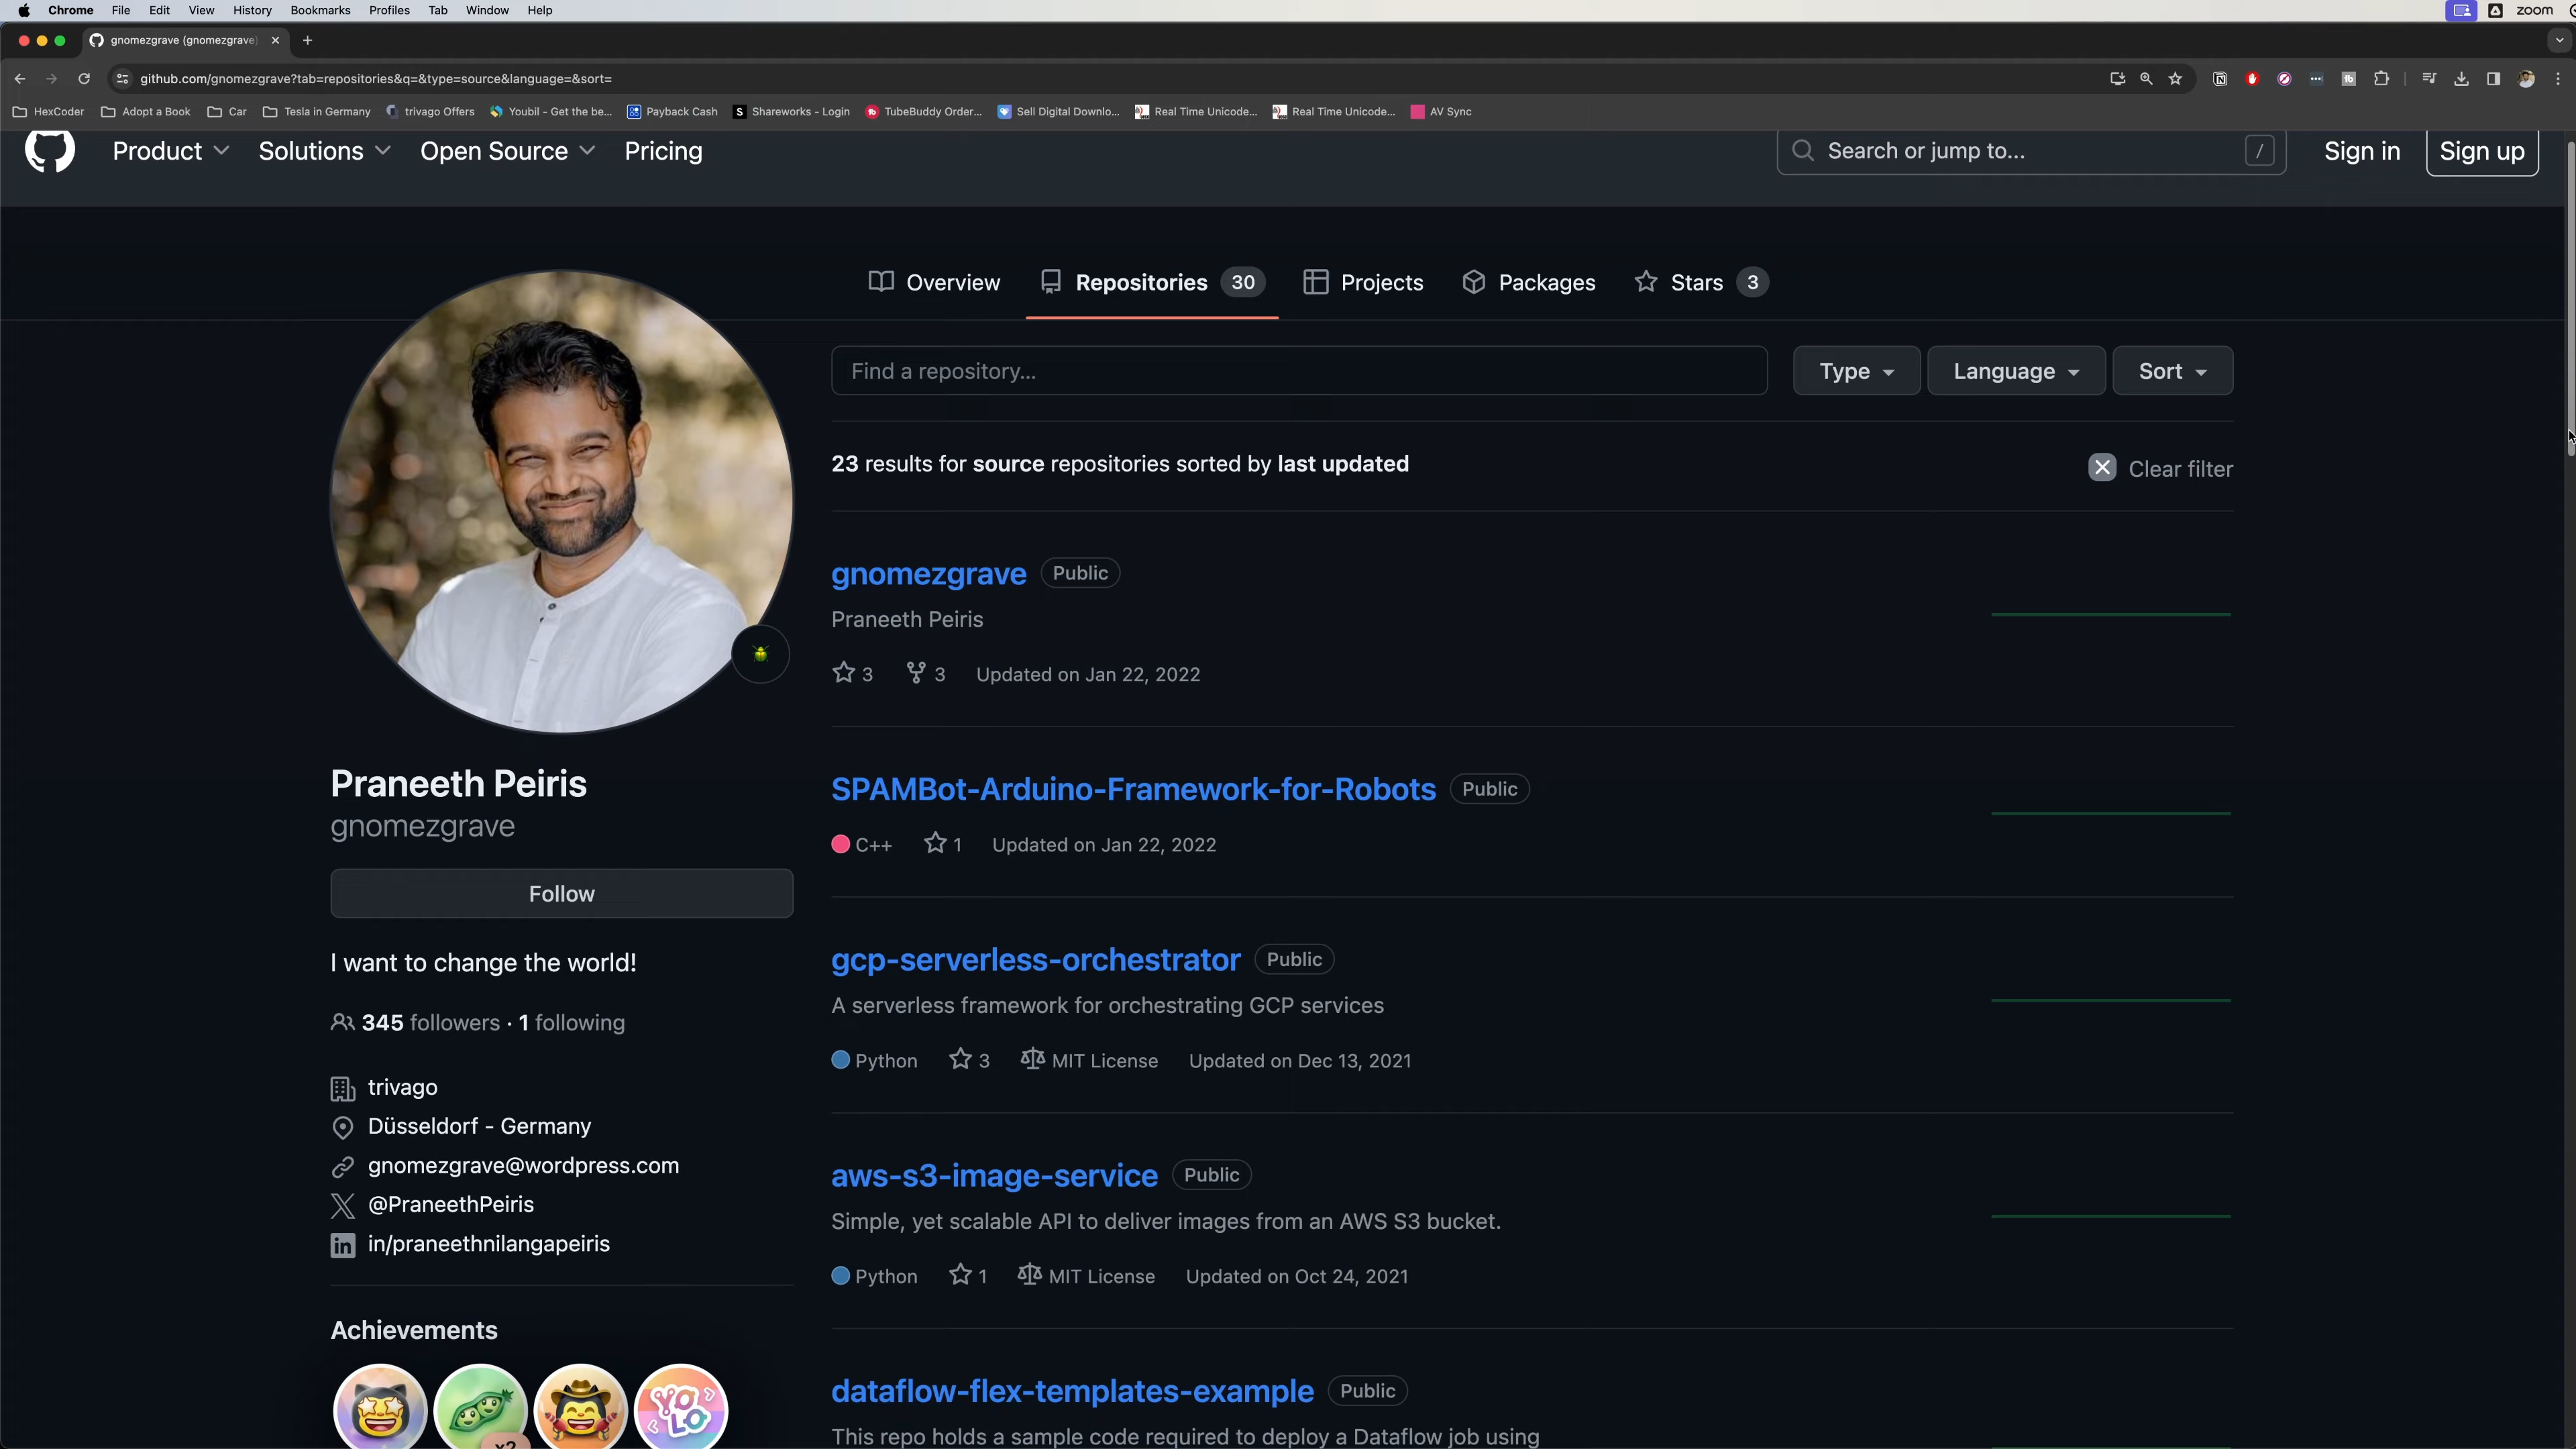 Chrome File Edit View History Bookmarks Profiles Tab Window Help zoom
gnomezgrave (gnomezgrave)
github.com/gnomezgrave?tab=repositories&q=&type=source&language=&sort=
HexCoder Adopt a Book Car Tesla in Germany trivago Offers Youbil - Get the be... Payback Cash Shareworks - Login TubeBuddy Order... Sell Digital Downlo... Real Time Unicode... Real Time Unicode... AV Sync
Product Solutions Open Source Pricing Search or jump to... / Sign in Sign up
Overview Repositories 30 Projects Packages Stars 3
Find a repository... Type Language Sort
23 results for source repositories sorted by last updated Clear filter
gnomezgrave Public
Praneeth Peiris
3 3 Updated on Jan 22, 2022
SPAMBot-Arduino-Framework-for-Robots Public
C++ 1 Updated on Jan 22, 2022
gcp-serverless-orchestrator Public
A serverless framework for orchestrating GCP services
Python 3 MIT License Updated on Dec 13, 2021
aws-s3-image-service Public
Simple, yet scalable API to deliver images from an AWS S3 bucket.
Python 1 MIT License Updated on Oct 24, 2021
dataflow-flex-templates-example Public
This repo holds a sample code required to deploy a Dataflow job using
Praneeth Peiris
gnomezgrave
Follow
I want to change the world!
345 followers · 1 following
trivago
Düsseldorf - Germany
gnomezgrave@wordpress.com
@PraneethPeiris
in/praneethnilangapeiris
Achievements
YOLO
x2